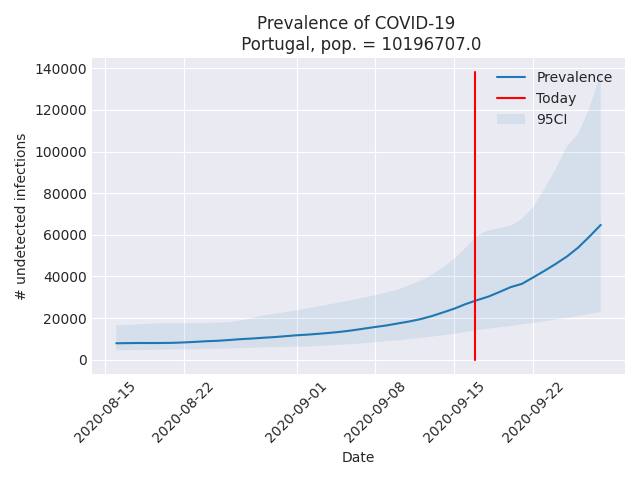 Prevalence of COVID-19
Portugal, pop. = 10196707.0
140000
120000
100000
80000
60000
40000
20000
0
# undetected infections
Prevalence
Today
95CI
2020-08-15
2020-08-22
2020-09-01
2020-09-08
2020-09-15
2020-09-22
Date